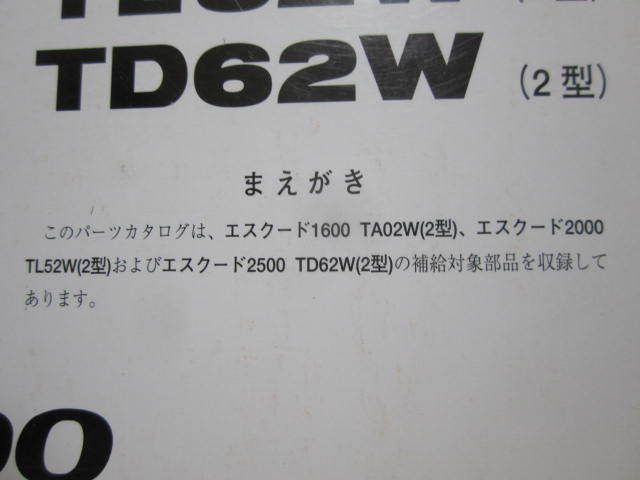 TL52W
TD62W (2型)
まえがき
このパーツカタログは、エスクード1600 TA02W(2型)、エスクード2000
TL52W(2型)およびエスクード2500 TD62W(2型)の補給対象部品を収録して
あります。